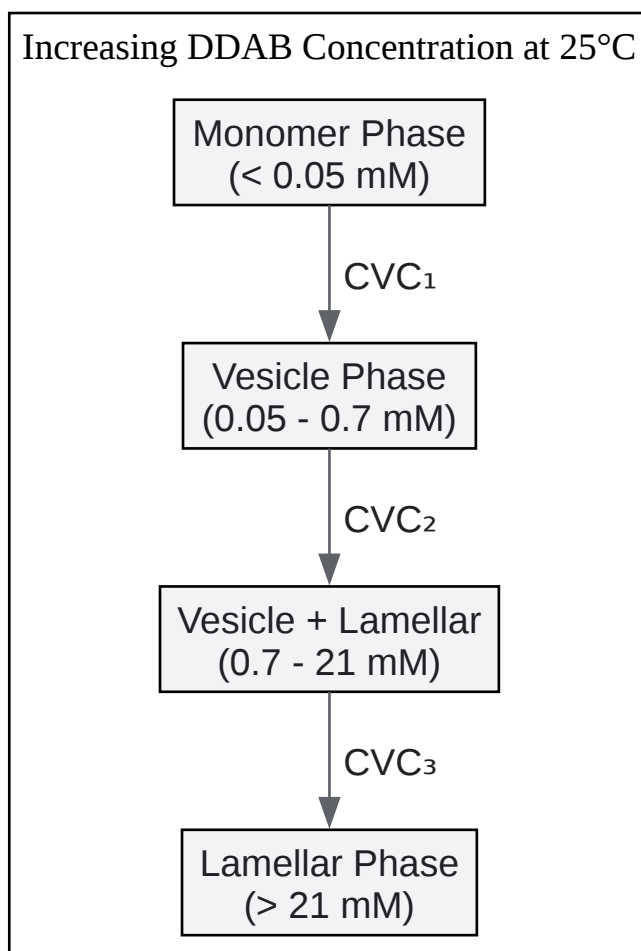 Increasing DDAB Concentration at 25°C
Monomer Phase
(< 0.05 mM)
CVC₁
Vesicle Phase
(0.05 - 0.7 mM)
CVC₂
Vesicle + Lamellar
(0.7 - 21 mM)
CVC₃
Lamellar Phase
(> 21 mM)